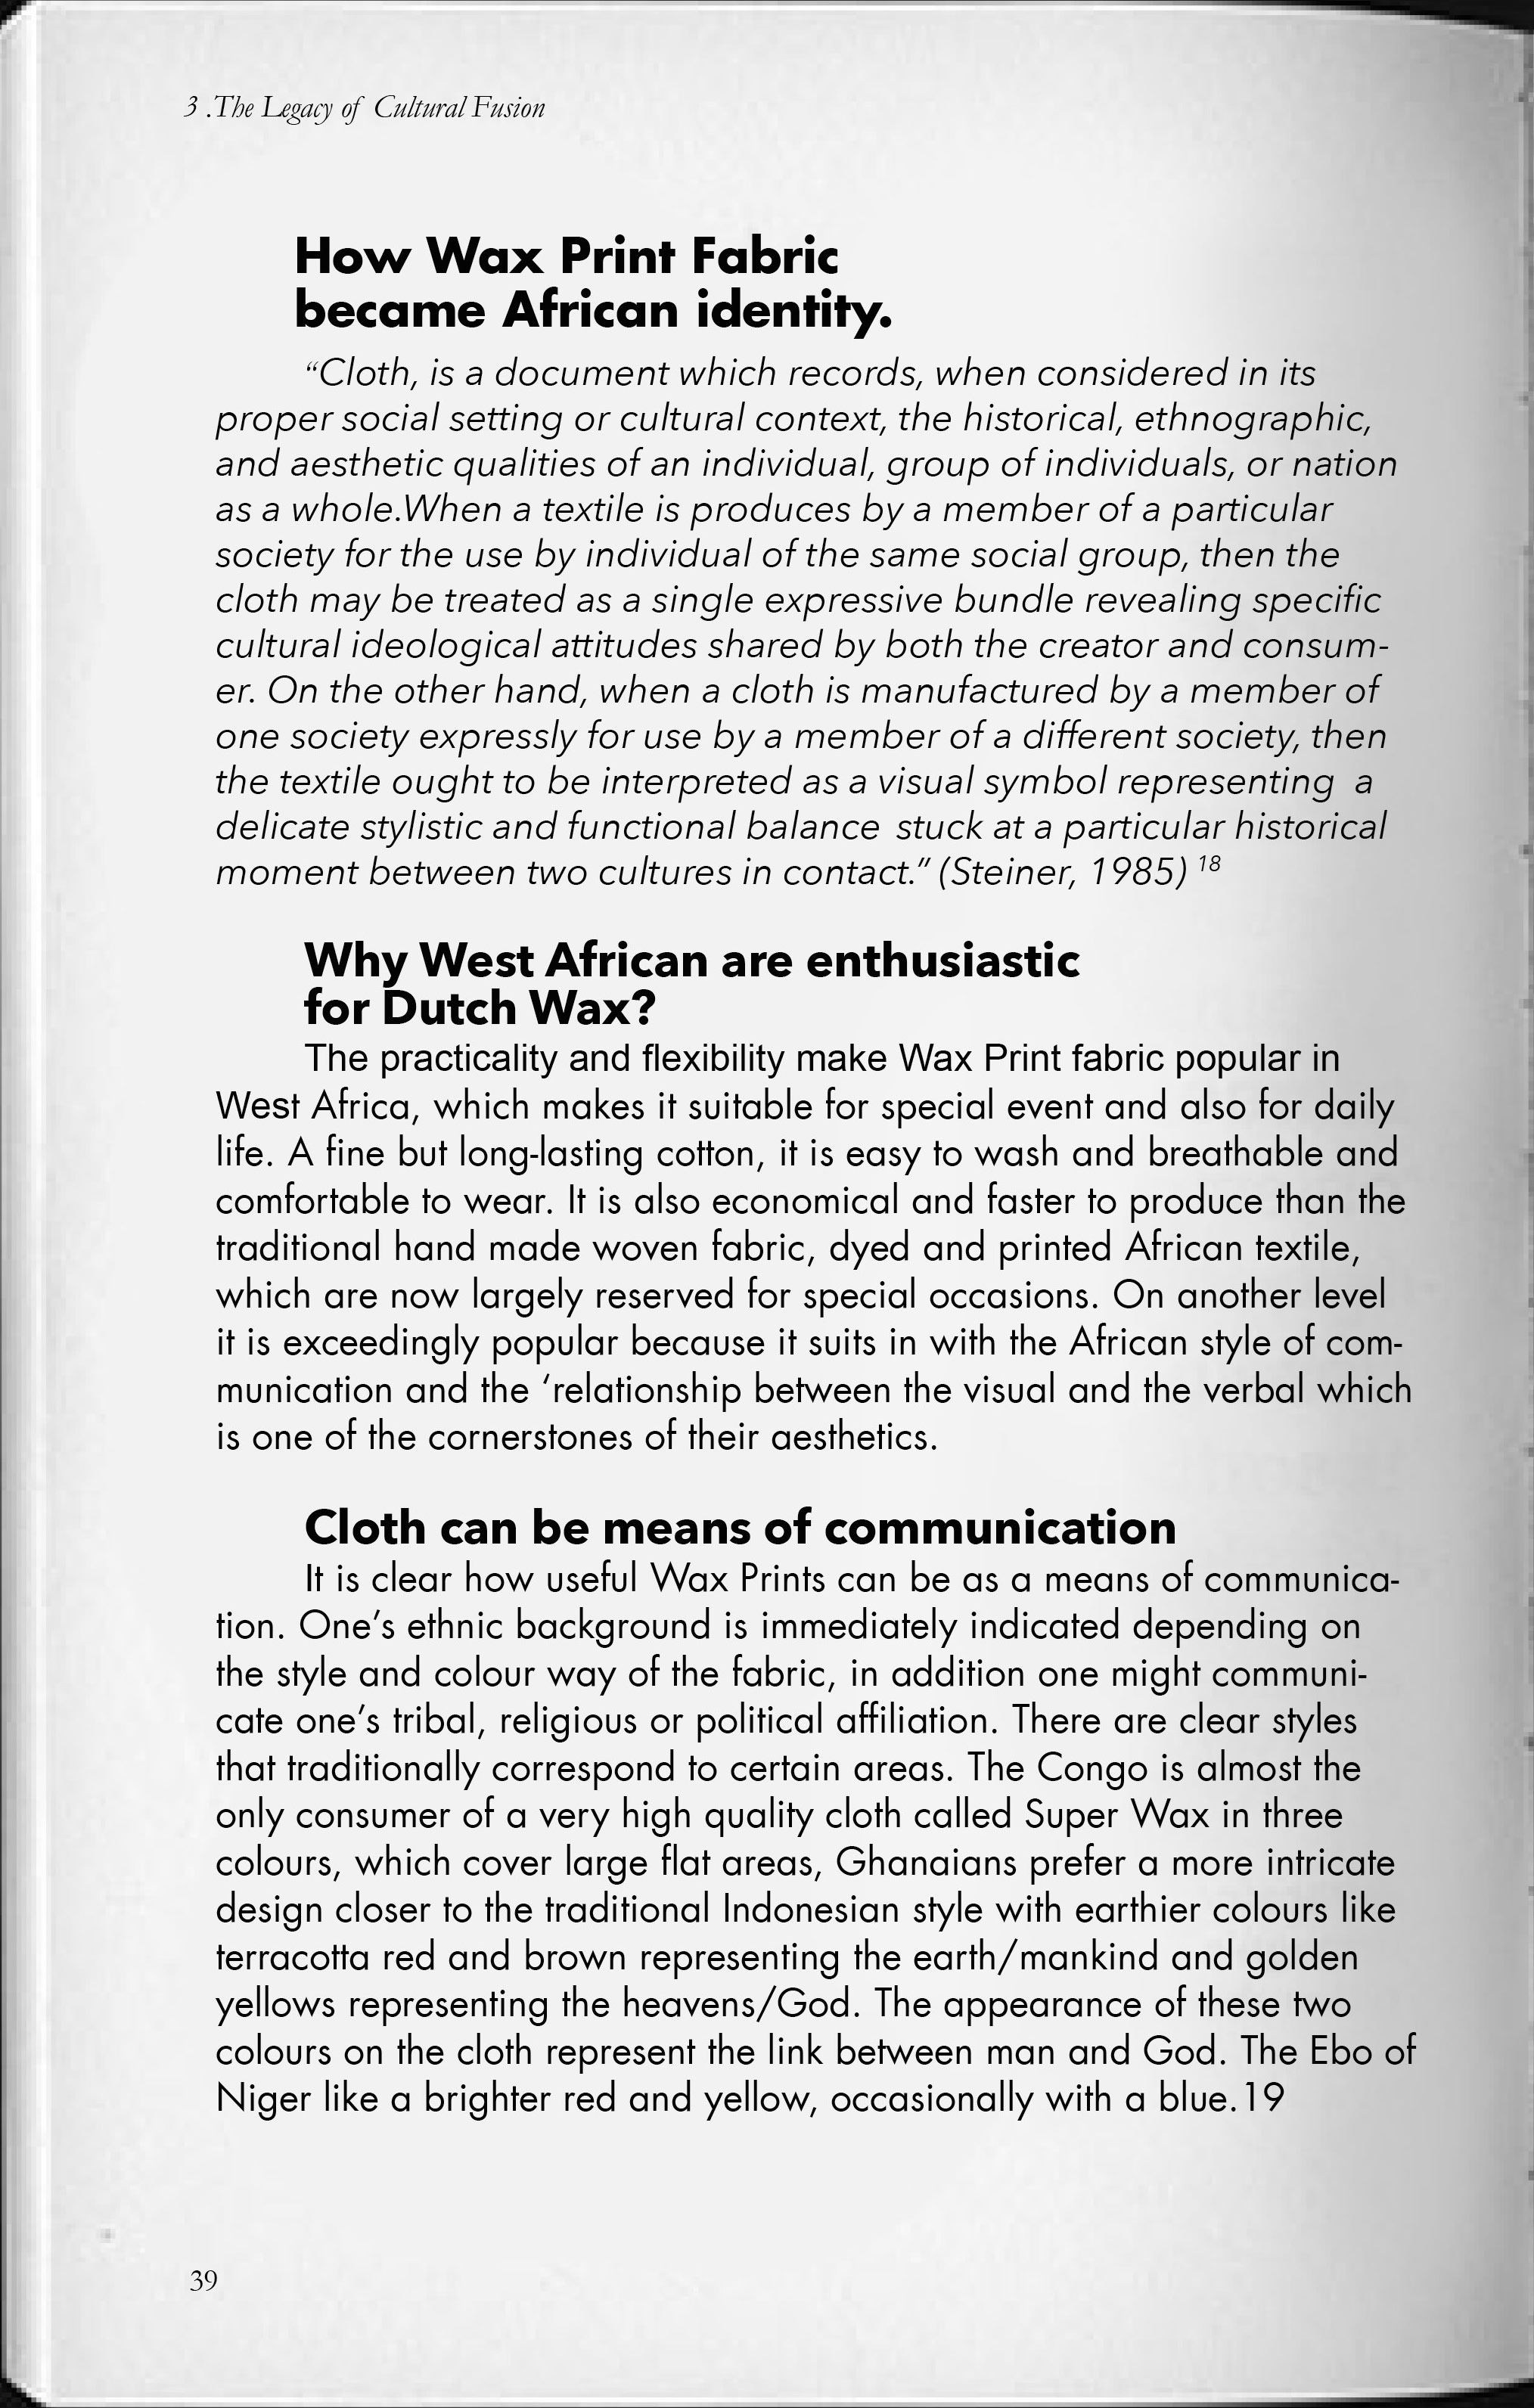 3 .The Legacy of Cultural Fusion
How Wax Print Fabric
became African identity.
“Cloth, is a document which records, when considered in its
proper social setting or cultural context, the historical, ethnographic,
and aesthetic qualities of an individual, group of individuals, or nation
as a whole.When a textile is produces by a member of a particular
society for the use by individual of the same social group, then the
cloth may be treated as a single expressive bundle revealing specific
cultural ideological attitudes shared by both the creator and consum-
er. On the other hand, when a cloth is manufactured by a member of
one society expressly for use by a member of a different society, then
the textile ought to be interpreted as a visual symbol representing a
delicate stylistic and functional balance stuck at a particular historical
moment between two cultures in contact.” (Steiner, 1985) 18
Why West African are enthusiastic
for Dutch Wax?
The practicality and flexibility make Wax Print fabric popular in
West Africa, which makes it suitable for special event and also for daily
life. A fine but long-lasting cotton, it is easy to wash and breathable and
comfortable to wear. It is also economical and faster to produce than the
traditional hand made woven fabric, dyed and printed African textile,
which are now largely reserved for special occasions. On another level
it is exceedingly popular because it suits in with the African style of com-
munication and the ‘relationship between the visual and the verbal which
is one of the cornerstones of their aesthetics.
Cloth can be means of communication
It is clear how useful Wax Prints can be as a means of communica-
tion. One’s ethnic background is immediately indicated depending on
the style and colour way of the fabric, in addition one might communi-
cate one’s tribal, religious or political affiliation. There are clear styles
that traditionally correspond to certain areas. The Congo is almost the
only consumer of a very high quality cloth called Super Wax in three
colours, which cover large flat areas, Ghanaians prefer a more intricate
design closer to the traditional Indonesian style with earthier colours like
terracotta red and brown representing the earth/mankind and golden
yellows representing the heavens/God. The appearance of these two
colours on the cloth represent the link between man and God. The Ebo of
Niger like a brighter red and yellow, occasionally with a blue.19
39